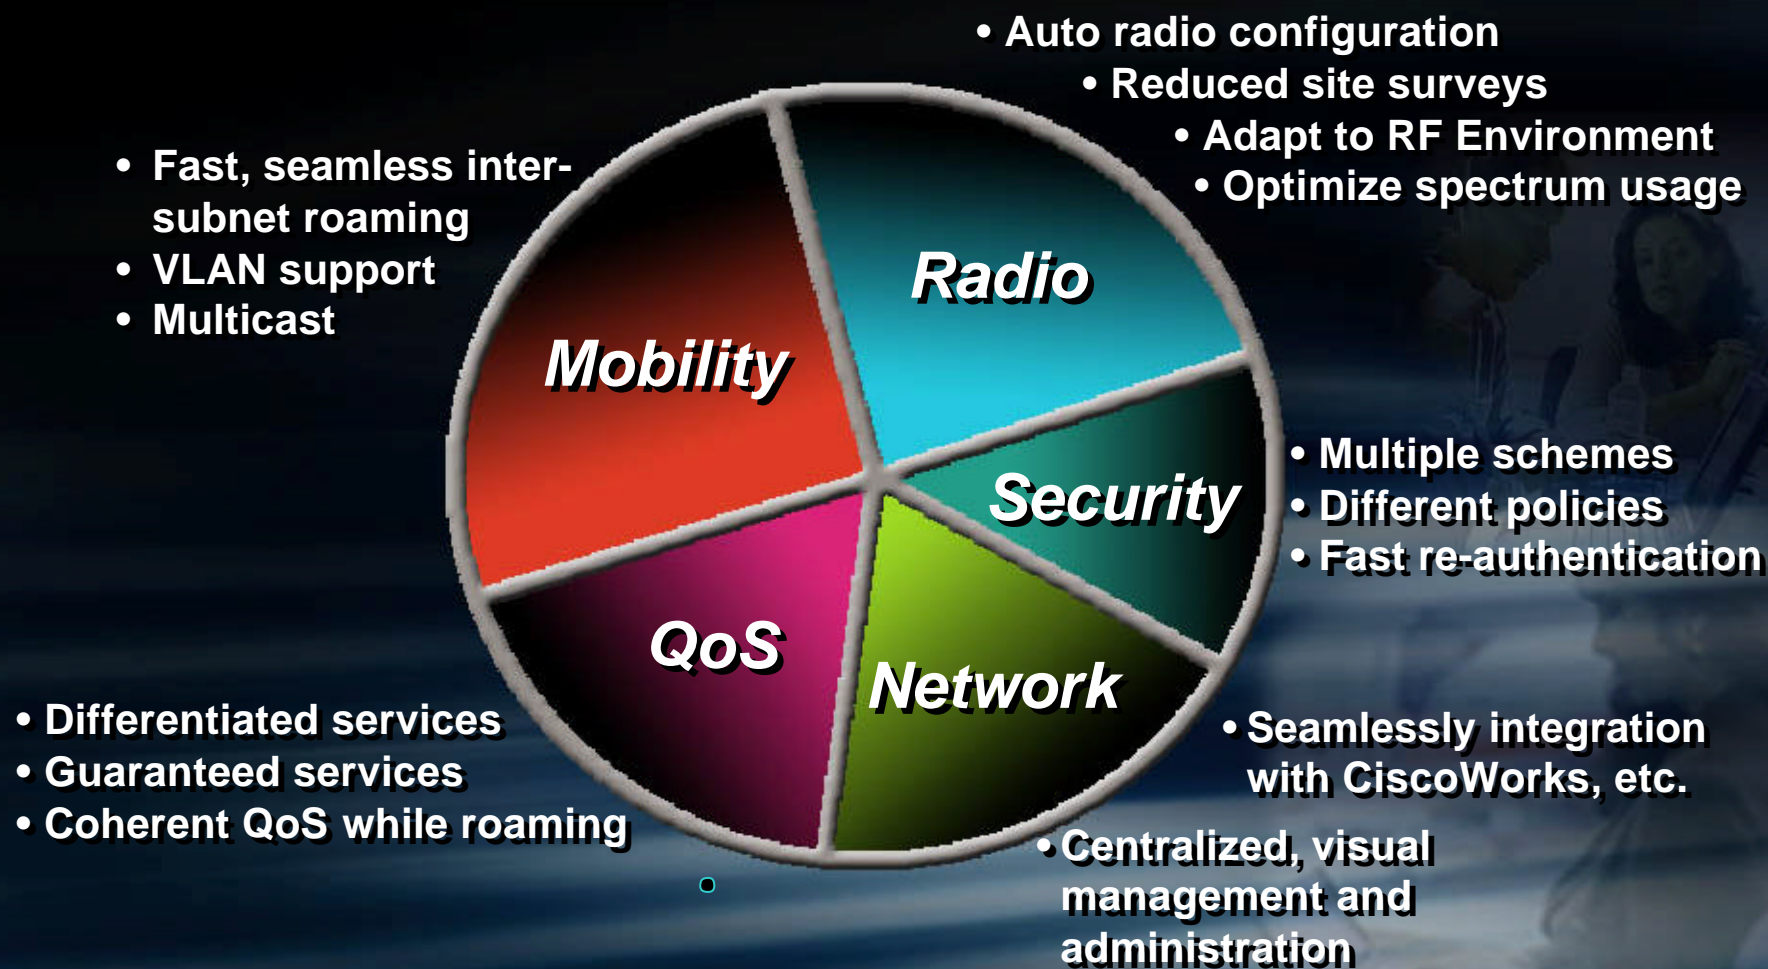 • Auto radio configuration
• Reduced site surveys
• Adapt to RF Environment
• Optimize spectrum usage
• Fast, seamless inter-
subnet roaming
• VLAN support
• Multicast
Radio
Mobility
Security
• Multiple schemes
• Different policies
• Fast re-authentication
QoS
Network
• Differentiated services
• Guaranteed services
• Coherent QoS while roaming
• Seamlessly integration
with CiscoWorks, etc.
• Centralized, visual
management and
administration